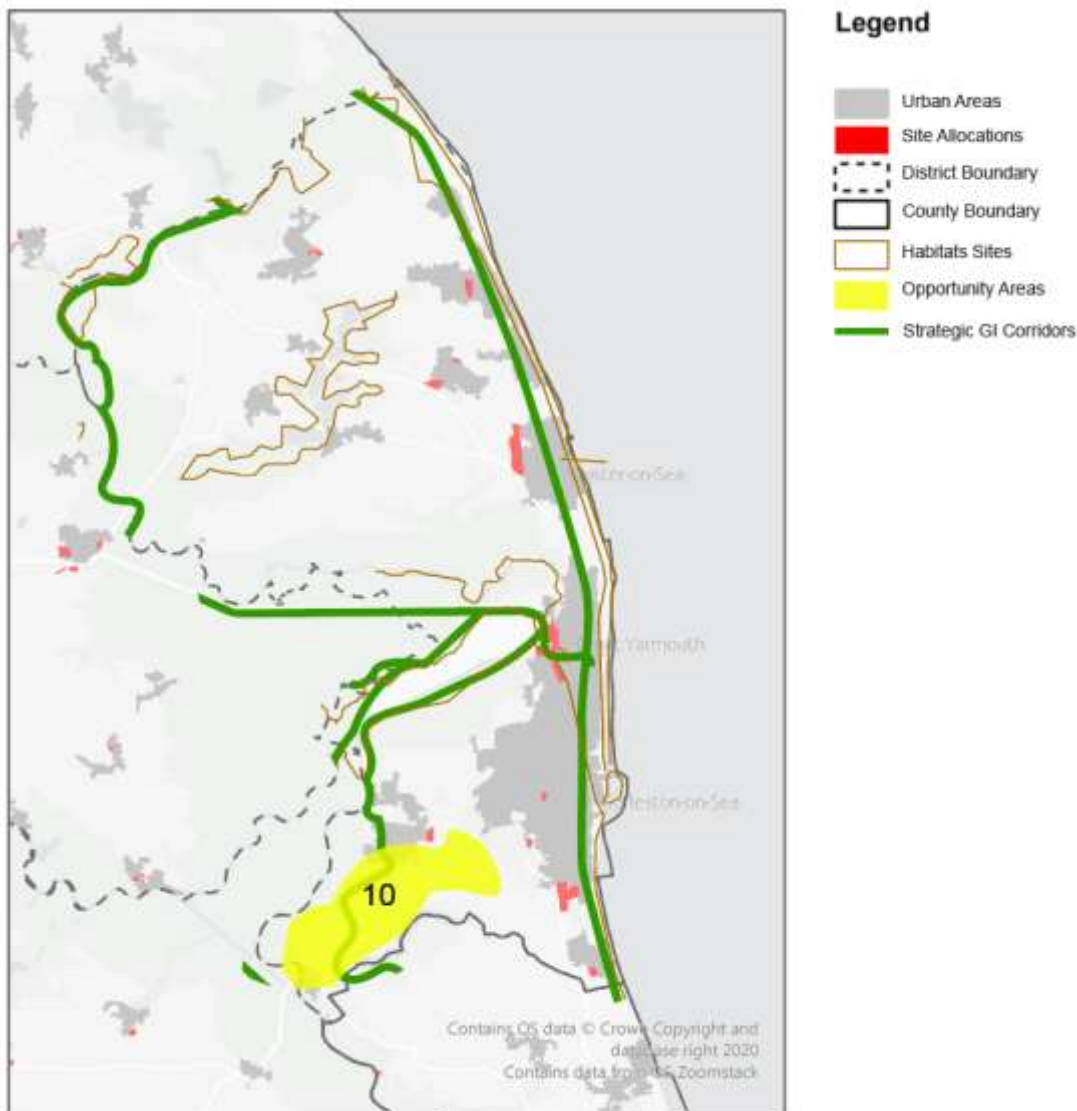 Legend
Urban Areas
Site Allocations
District Boundary
County Boundary
Habitats Sites
Opportunity Areas
Strategic GI Corridors
Yarmouth
10
Contains OS data © Crown Copyright and
database right 2020
Contains data from OS Zoomstack